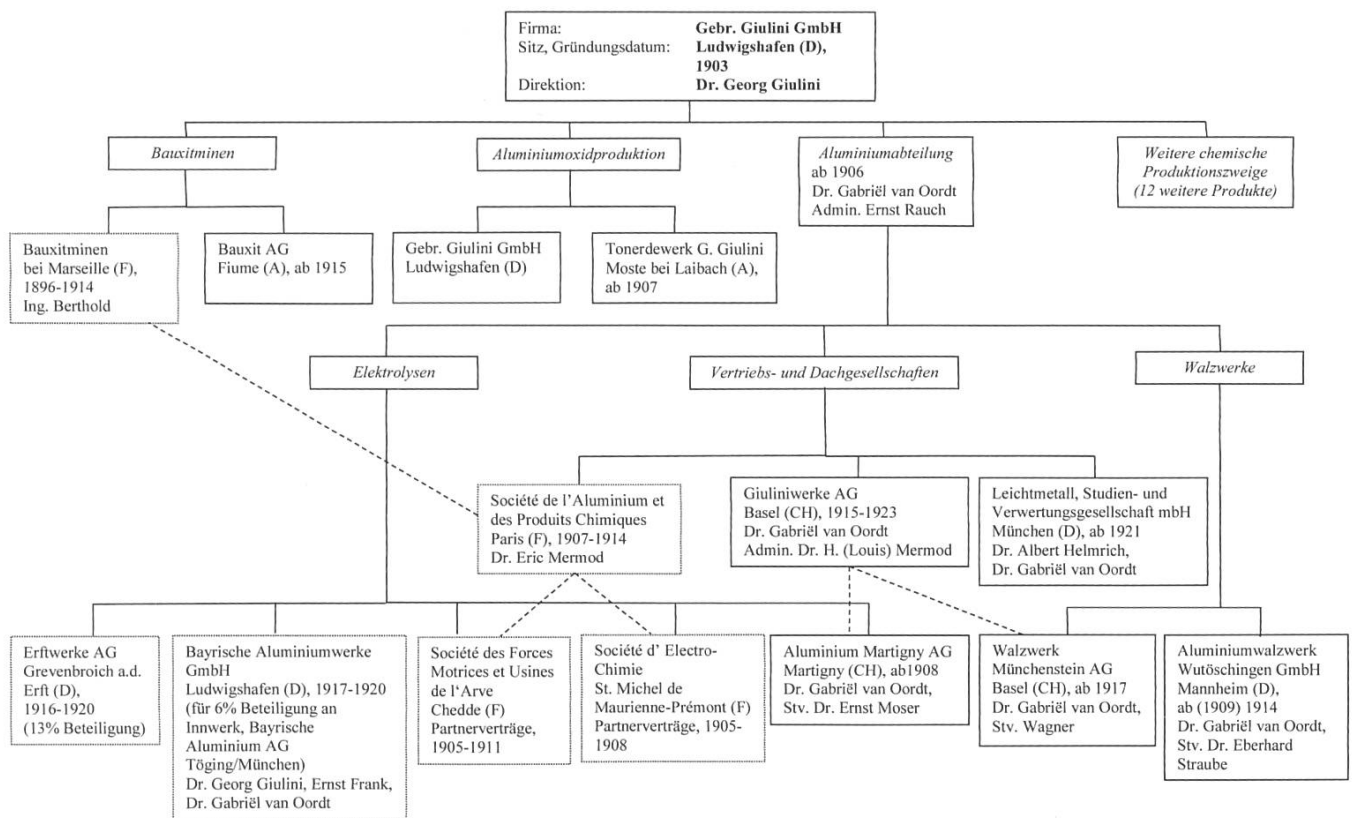 Firma: Gebr. Giulini GmbH
Sitz, Gründungsdatum: Ludwigshafen (D),
1903
Direktion: Dr. Georg Giulini
Bauxitminen
Aluminiumoxidproduktion
Aluminiumabteilung
ab 1906
Dr. Gabriël van Oordt
Admin. Ernst Rauch
Weitere chemische
Produktionszweige
(12 weitere Produkte)
Bauxitminen
bei Marseille (F),
1896-1914
Ing. Berthold
Bauxit AG
Fiume (A), ab 1915
Gebr. Giulini GmbH
Ludwigshafen (D)
Tonerdewerk G. Giulini
Moste bei Laibach (A),
ab 1907
Elektrolysen
Vertriebs- und Dachgesellschaften
Walzwerke
Société de l'Aluminium et
des Produits Chimiques
Paris (F), 1907-1914
Dr. Eric Mermod
Giuliniwerke AG
Basel (CH), 1915-1923
Dr. Gabriël van Oordt
Admin. Dr. H. (Louis) Mermod
Leichtmetall, Studien- und
Verwertungsgesellschaft mbH
München (D), ab 1921
Dr. Albert Helmrich,
Dr. Gabriël van Oordt
Erftwerke AG
Grevenbroich a.d.
Erft (D),
1916-1920
(13% Beteiligung)
Bayrische Aluminiumwerke
GmbH
Ludwigshafen (D), 1917-1920
(für 6% Beteiligung an
Innwerk, Bayrische
Aluminium AG
Töging/München)
Dr. Georg Giulini, Ernst Frank,
Dr. Gabriël van Oordt
Société des Forces
Motrices et Usines
de l'Arve
Chedde (F)
Partnerverträge,
1905-1911
Société d' Electro-
Chimie
St. Michel de
Maurienne-Prémont (F)
Partnerverträge, 1905-
1908
Aluminium Martigny AG
Martigny (CH), ab1908
Dr. Gabriël van Oordt,
Stv. Dr. Ernst Moser
Walzwerk
Münchenstein AG
Basel (CH), ab 1917
Dr. Gabriël van Oordt,
Stv. Wagner
Aluminiumwalzwerk
Wutöschingen GmbH
Mannheim (D),
ab (1909) 1914
Dr. Gabriël van Oordt,
Stv. Dr. Eberhard
Straube